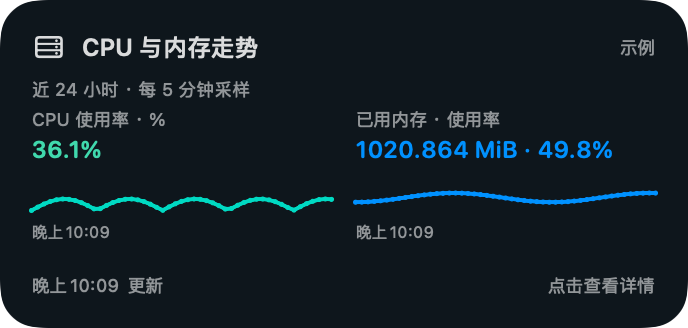 CPU 与内存走势
示例
近 24 小时 · 每 5 分钟采样
CPU 使用率 · %
已用内存 · 使用率
36.1%
1020.864 MiB · 49.8%
晚上10:09
晚上10:09
晚上10:09 更新
点击查看详情